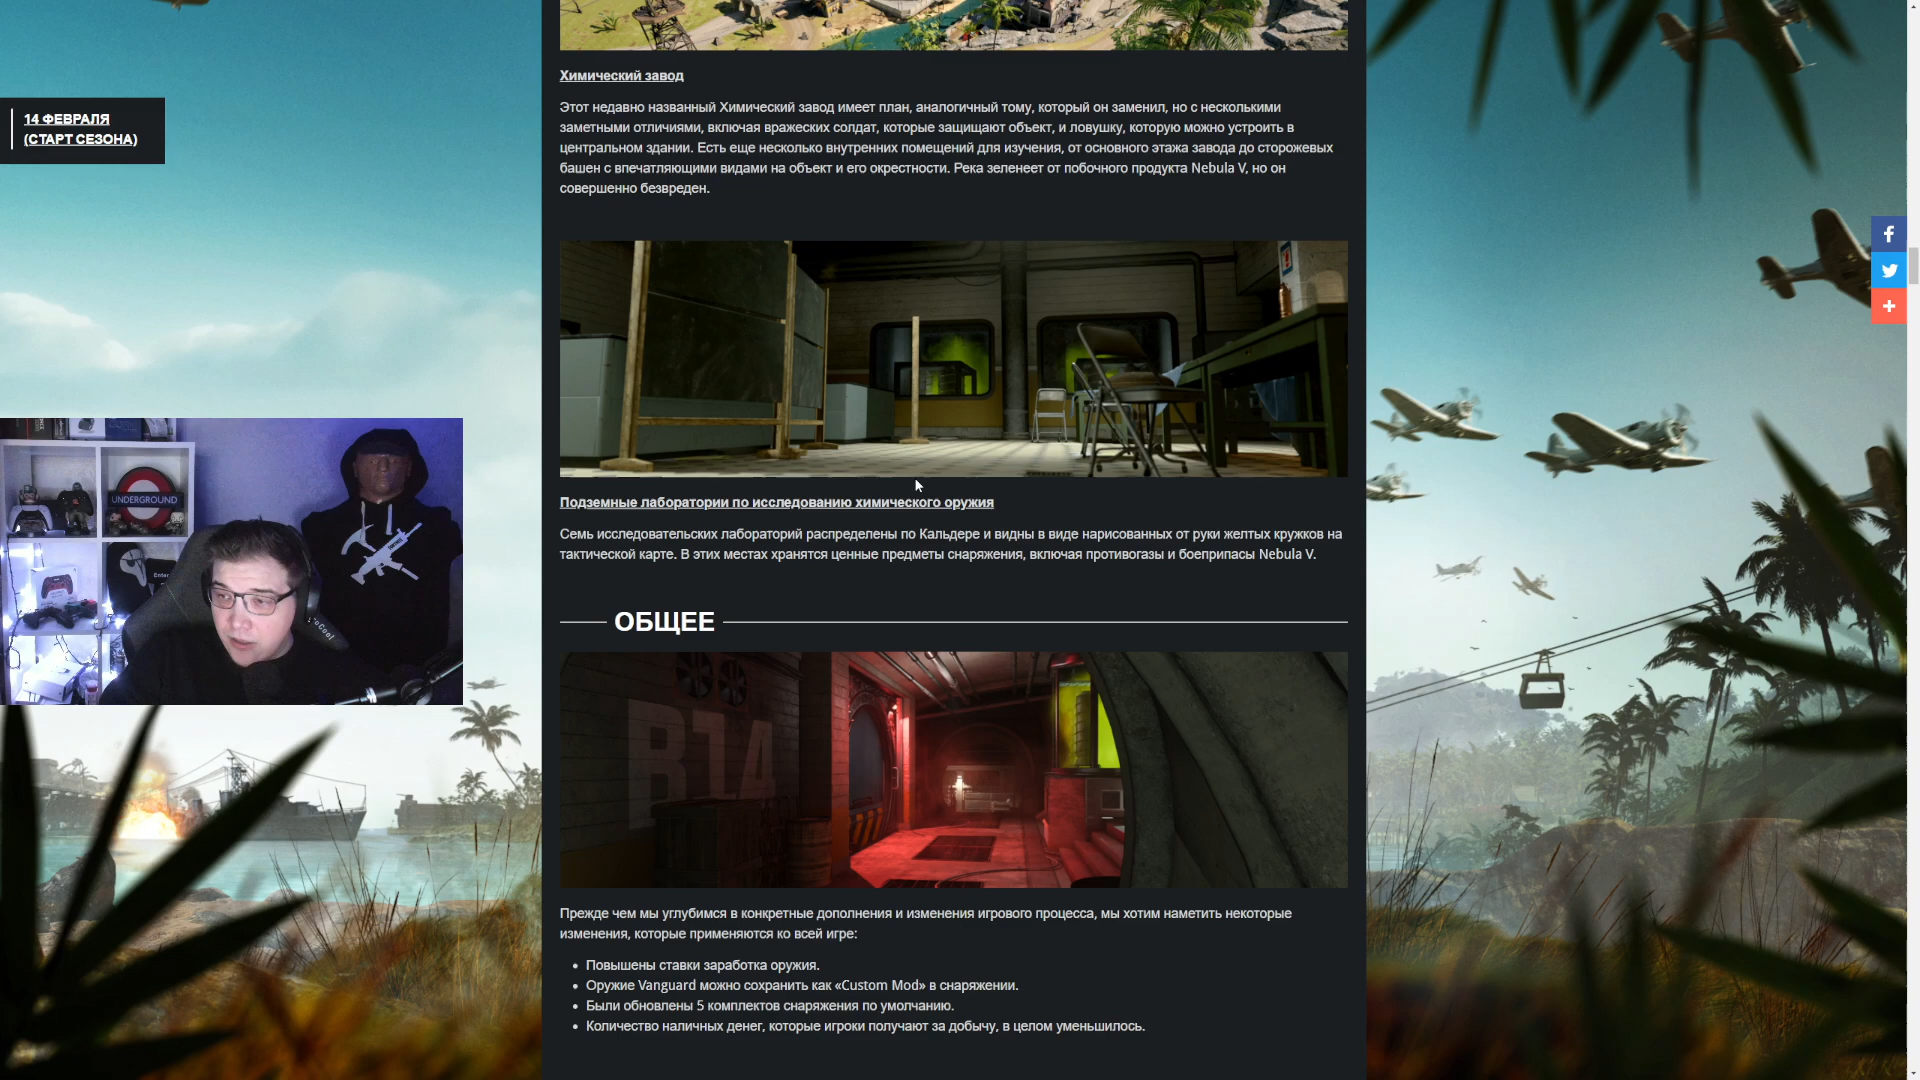 Химический завод
Этот недавно названный Химический завод имеет план, аналогичный тому, который он заменил, но с несколькими
заметными отличиями, включая вражеских солдат, которые защищают объект, и ловушку, которую можно устроить в
центральном здании. Есть еще несколько внутренних помещений для изучения, от основного этажа завода до сторожевых
башен с впечатляющими видами на объект и его окрестности. Река зеленеет от побочного продукта Nebula V, но он
совершенно безвреден.
14 ФЕВРАЛЯ
(СТАРТ СЕЗОНА)
UNDERGROUND
Подземные лаборатории по исследованию химического оружия
Семь исследовательских лабораторий распределены по Кальдере и видны в виде нарисованных от руки желтых кружков на
тактической карте. В этих местах хранятся ценные предметы снаряжения, включая противогазы и боеприпасы Nebula V.
ОБЩЕЕ
B14
Прежде чем мы углубимся в конкретные дополнения и изменения игрового процесса, мы хотим наметить некоторые
изменения, которые применяются ко всей игре:
• Повышены ставки заработка оружия.
• Оружие Vanguard можно сохранить как «Custom Mod» в снаряжении.
• Были обновлены 5 комплектов снаряжения по умолчанию.
• Количество наличных денег, которые игроки получают за добычу, в целом уменьшилось.